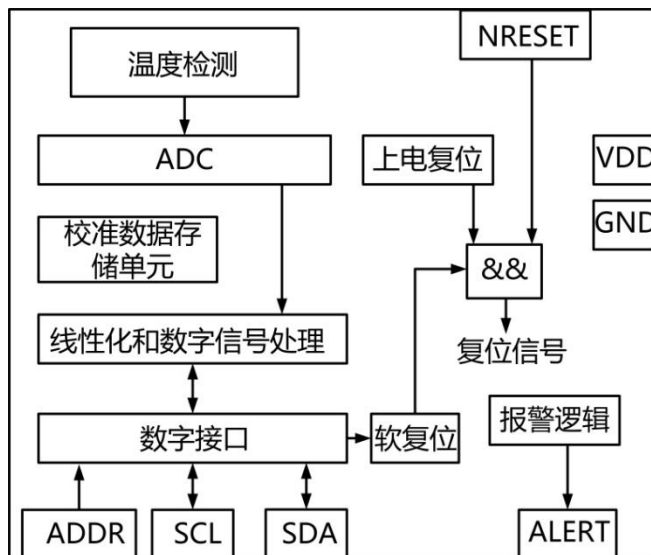 温度检测
NRESET
ADC
上电复位
VDD
校准数据存
储单元
GND
&&
线性化和数字信号处理
复位信号
数字接口
软复位
报警逻辑
ADDR
SCL
SDA
ALERT